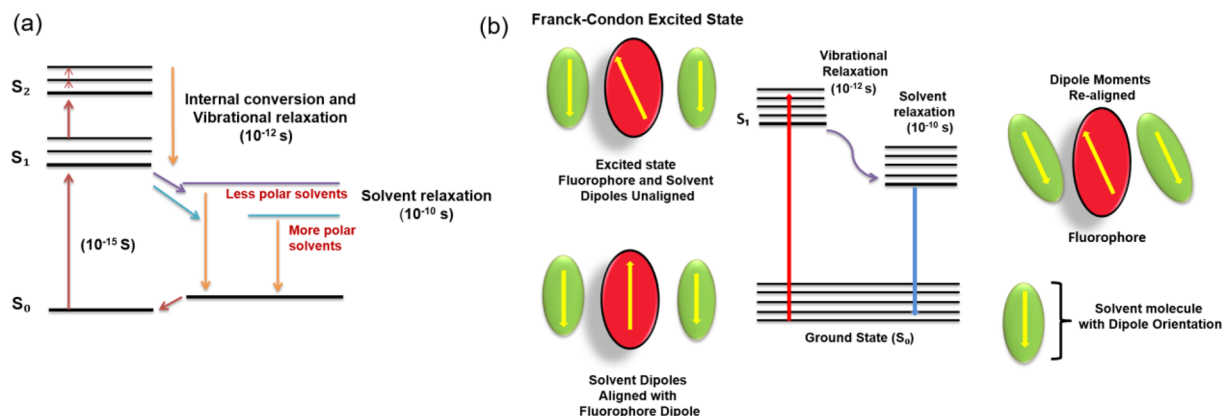 (a)
S₂
Internal conversion and
Vibrational relaxation
(10⁻¹² s)
S₁
Less polar solvents
Solvent relaxation
(10⁻¹⁰ s)
More polar
solvents
(10⁻¹⁵ S)
S₀
(b)
Franck-Condon Excited State
Excited state
Fluorophore and Solvent
Dipoles Unaligned
Solvent Dipoles
Aligned with
Fluorophore Dipole
Vibrational
Relaxation
(10⁻¹² s)
S₁
Solvent
relaxation
(10⁻¹⁰ s)
Ground State (S₀)
Dipole Moments
Re-aligned
Fluorophore
Solvent molecule
with Dipole Orientation